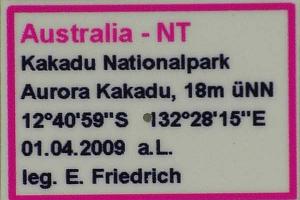 Australia - NT
Kakadu Nationalpark
Aurora Kakadu, 18m üNN
12°40'59"S 132°28'15"E
01.04.2009 a.L.
leg. E. Friedrich